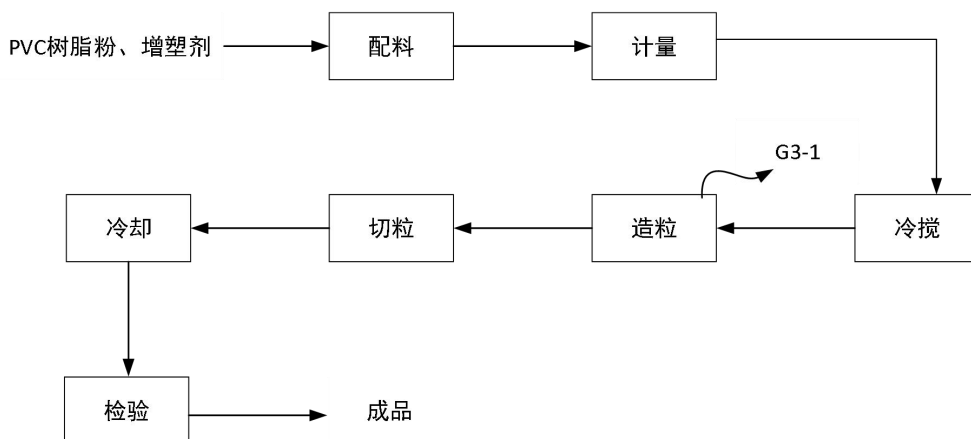 PVC树脂粉、增塑剂
配料
计量
G3-1
冷却
切粒
造粒
冷搅
检验
成品